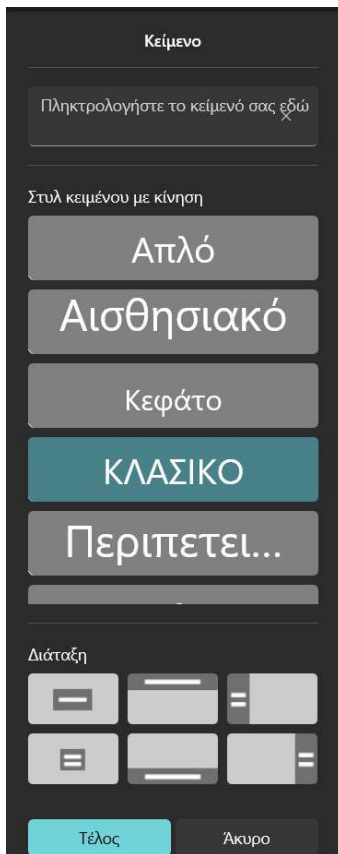 Κείμενο
Πληκτρολογήστε το κείμενό σας εδώ
Στυλ κειμένου με κίνηση
Απλό
Αισθησιακό
Κεφάτο
ΚΛΑΣΙΚΟ
Περιπετει...
Διάταξη
Τέλος Άκυρο